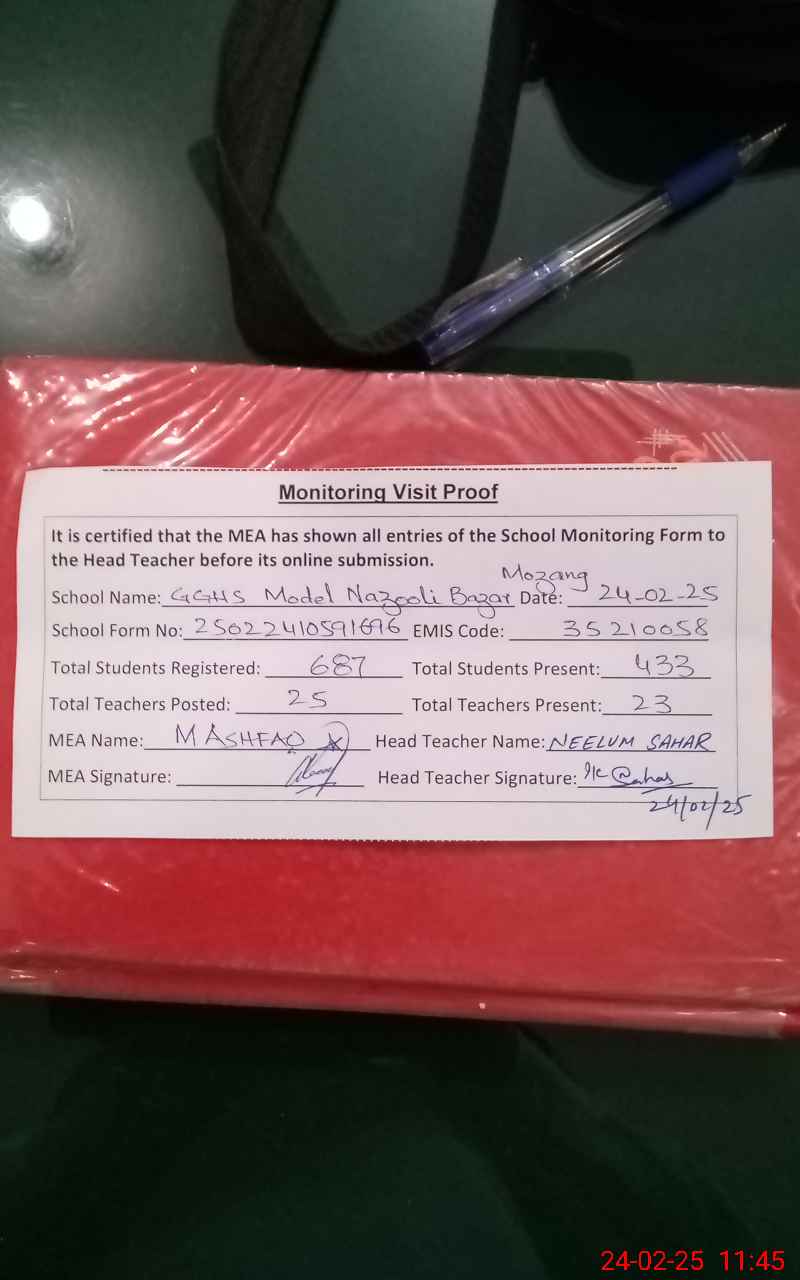 Monitoring Visit Proof
It is certified that the MEA has shown all entries of the School Monitoring Form to
the Head Teacher before its online submission.
Mozang
School Name: GGHS Model Nazooli Bazar Date: 24-02-25
School Form No: 25022410591696 EMIS Code: 35210058
Total Students Registered: 687 Total Students Present: 433
Total Teachers Posted: 25 Total Teachers Present: 23
MEA Name: M ASHFAQ Head Teacher Name: NEELUM SAHAR
MEA Signature: Head Teacher Signature: Sahar
24/02/25
24-02-25 11:45